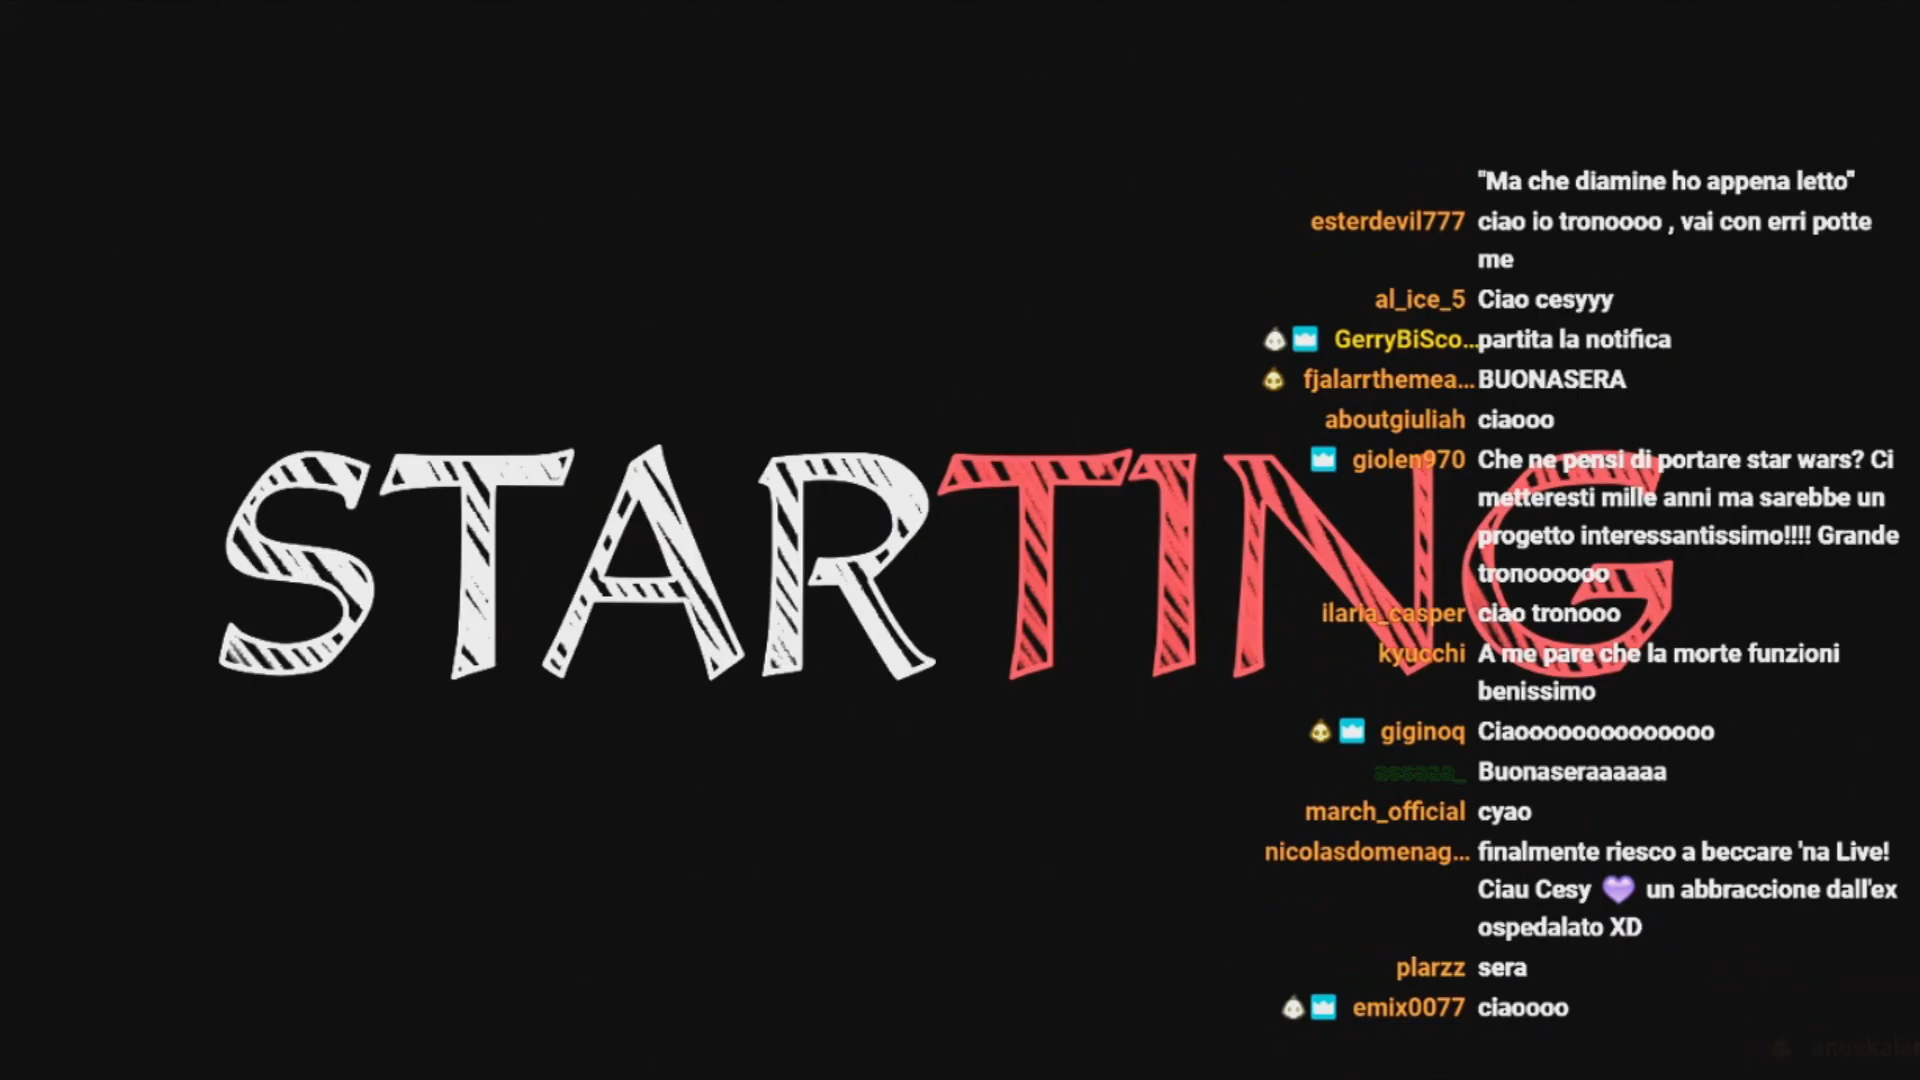 "Ma che diamine ho appena letto"
esterdevil777 ciao io tronoooo , vai con erri potte
me
al_ice_5 Ciao cesyyy
GerryBiSco... partita la notifica
fjalarrthemea... BUONASERA
aboutgiuliah ciaooo
giolen970 Che ne pensi di portare star wars? Ci
metteresti mille anni ma sarebbe un
progetto interessantissimo!!!! Grande
tronoooooo
STARTING
ilaria_casper ciao tronooo
kyucchi A me pare che la morte funzioni
benissimo
giginoq Ciaoooooooooooooo
assaaa_ Buonaseraaaaaa
march_official cyao
nicolasdomenag... finalmente riesco a beccare 'na Live!
Ciau Cesy 💜 un abbraccione dall'ex
ospedalato XD
plarzz sera
emix0077 ciaoooo